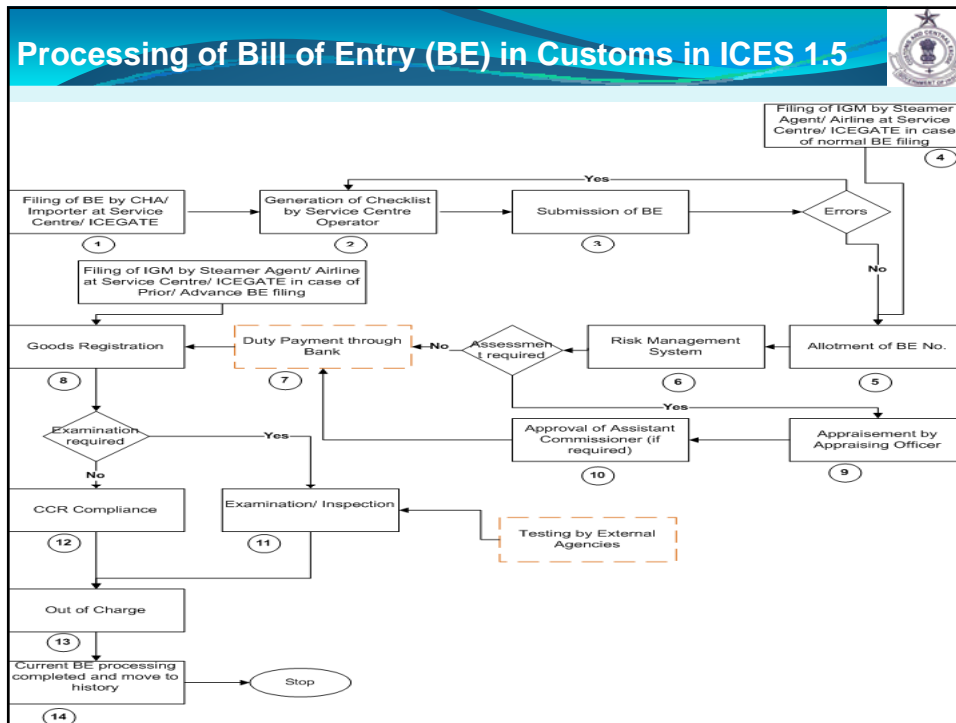 Processing of Bill of Entry (BE) in Customs in ICES 1.5
Filing of IGM by Steamer
Agent/ Airline at Service
Centre/ ICEGATE in case
of normal BE filing
4
Yes
Filing of BE by CHA/
Importer at Service
Centre/ ICEGATE
1
Generation of Checklist
by Service Centre
Operator
2
Submission of BE
3
Errors
No
Filing of IGM by Steamer Agent/ Airline
at Service Centre/ ICEGATE in case of
Prior/ Advance BE filing
Goods Registration
8
Duty Payment through
Bank
7
No
Assessmen
t required
Risk Management
System
6
Allotment of BE No.
5
Yes
Examination
required
Yes
No
Approval of Assistant
Commissioner (if
required)
10
Appraisement by
Appraising Officer
9
CCR Compliance
12
Examination/ Inspection
11
Testing by External
Agencies
Out of Charge
13
Current BE processing
completed and move to
history
14
Stop